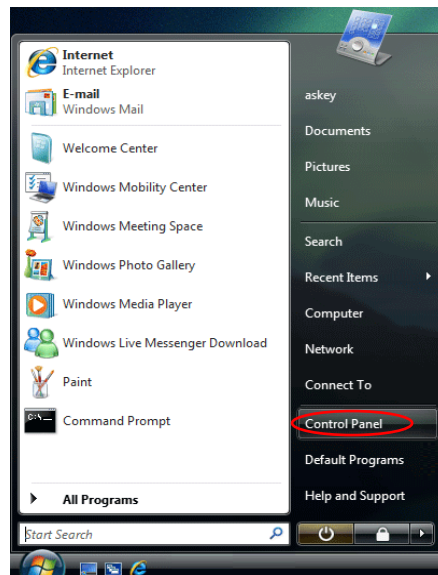 Internet
Internet Explorer
E-mail
Windows Mail
Welcome Center
Windows Mobility Center
Windows Meeting Space
Windows Photo Gallery
Windows Media Player
Windows Live Messenger Download
Paint
C:\_
Command Prompt
All Programs
Start Search
askey
Documents
Pictures
Music
Search
Recent Items
Computer
Network
Connect To
Control Panel
Default Programs
Help and Support